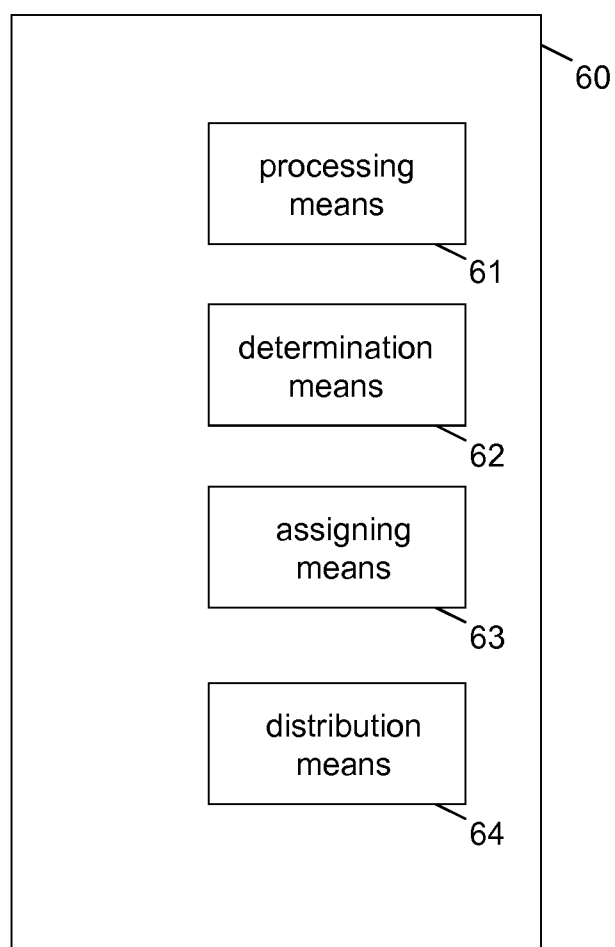 60
processing
means
61
determination
means
62
assigning
means
63
distribution
means
64